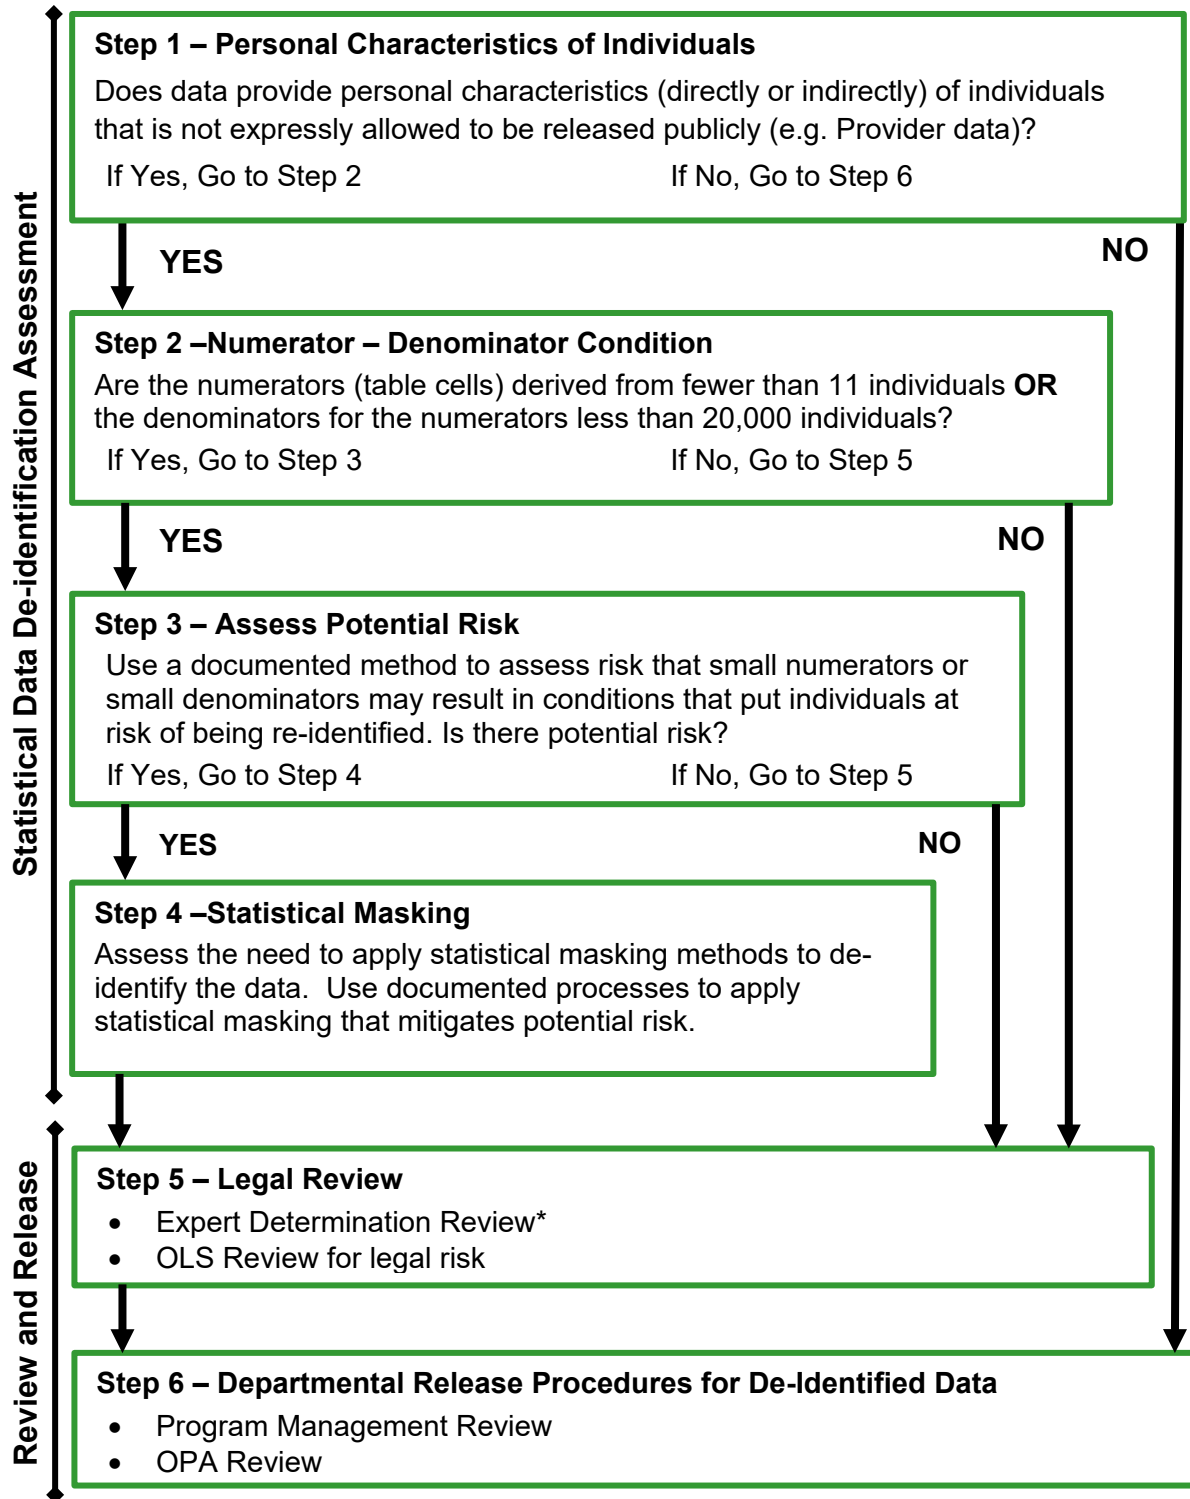 Statistical Data De-identification Assessment
Step 1 – Personal Characteristics of Individuals
Does data provide personal characteristics (directly or indirectly) of individuals
that is not expressly allowed to be released publicly (e.g. Provider data)?
If Yes, Go to Step 2 If No, Go to Step 6
YES NO
Step 2 –Numerator – Denominator Condition
Are the numerators (table cells) derived from fewer than 11 individuals OR
the denominators for the numerators less than 20,000 individuals?
If Yes, Go to Step 3 If No, Go to Step 5
YES NO
Step 3 – Assess Potential Risk
Use a documented method to assess risk that small numerators or
small denominators may result in conditions that put individuals at
risk of being re-identified. Is there potential risk?
If Yes, Go to Step 4 If No, Go to Step 5
YES NO
Step 4 –Statistical Masking
Assess the need to apply statistical masking methods to de-
identify the data.  Use documented processes to apply
statistical masking that mitigates potential risk.
Review and Release
Step 5 – Legal Review
• Expert Determination Review*
• OLS Review for legal risk
Step 6 – Departmental Release Procedures for De-Identified Data
• Program Management Review
• OPA Review